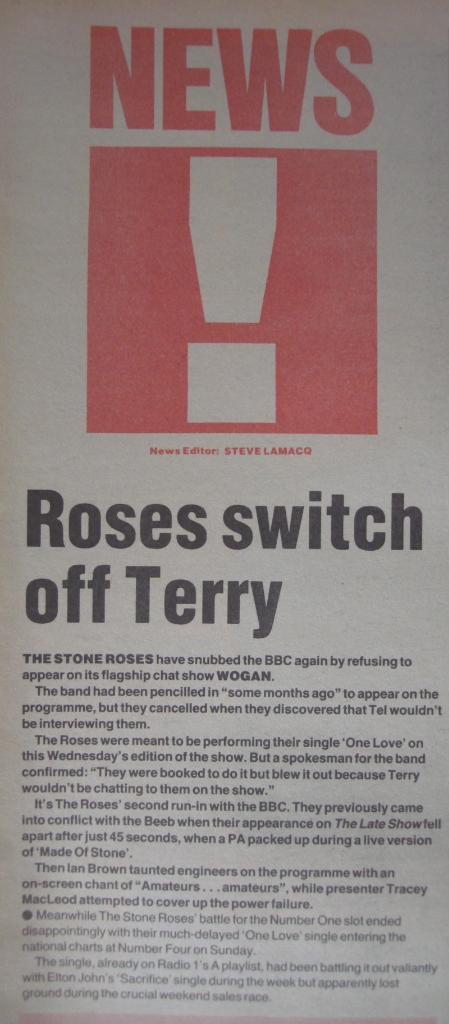 NEWS
!
News Editor: STEVE LAMACQ
Roses switch
off Terry
THE STONE ROSES have snubbed the BBC again by refusing to
appear on its flagship chat show WOGAN.
The band had been pencilled in “some months ago” to appear on the
programme, but they cancelled when they discovered that Tel wouldn’t
be interviewing them.
The Roses were meant to be performing their single ‘One Love’ on
this Wednesday’s edition of the show. But a spokesman for the band
confirmed: “They were booked to do it but blew it out because Terry
wouldn’t be chatting to them on the show.”
It’s The Roses’ second run-in with the BBC. They previously came
into conflict with the Beeb when their appearance on The Late Show fell
apart after just 45 seconds, when a PA packed up during a live version
of ‘Made Of Stone’.
Then Ian Brown taunted engineers on the programme with an
on-screen chant of “Amateurs . . . amateurs”, while presenter Tracey
MacLeod attempted to cover up the power failure.
● Meanwhile The Stone Roses’ battle for the Number One slot ended
disappointingly with their much-delayed ‘One Love’ single entering the
national charts at Number Four on Sunday.
The single, already on Radio 1’s A playlist, had been battling it out valiantly
with Elton John’s ‘Sacrifice’ single during the week but apparently lost
ground during the crucial weekend sales race.